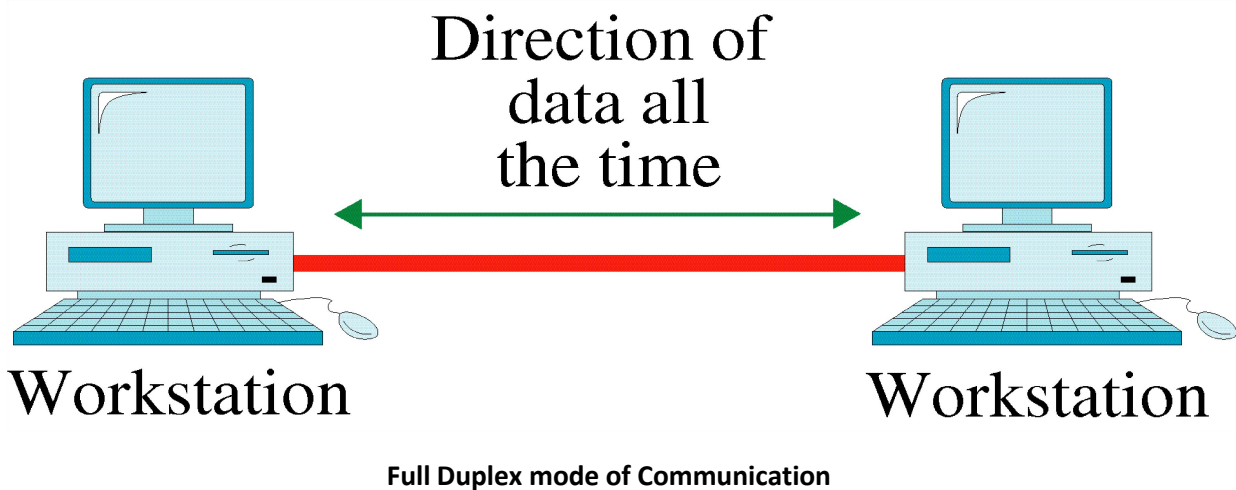 Direction of
data all
the time
Workstation
Workstation
Full Duplex mode of Communication